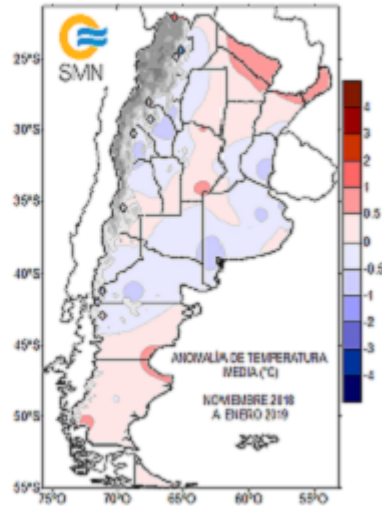 SMN
25°S
30°S
35°S
40°S
45°S
50°S
55°S
75°O
70°O
65°O
60°O
55°O
4
3
2
1
0.5
0
-0.5
-1
-2
-3
-4
ANOMALÍA DE TEMPERATURA
MEDIA (°C)
NOVIEMBRE 2018
A ENERO 2019